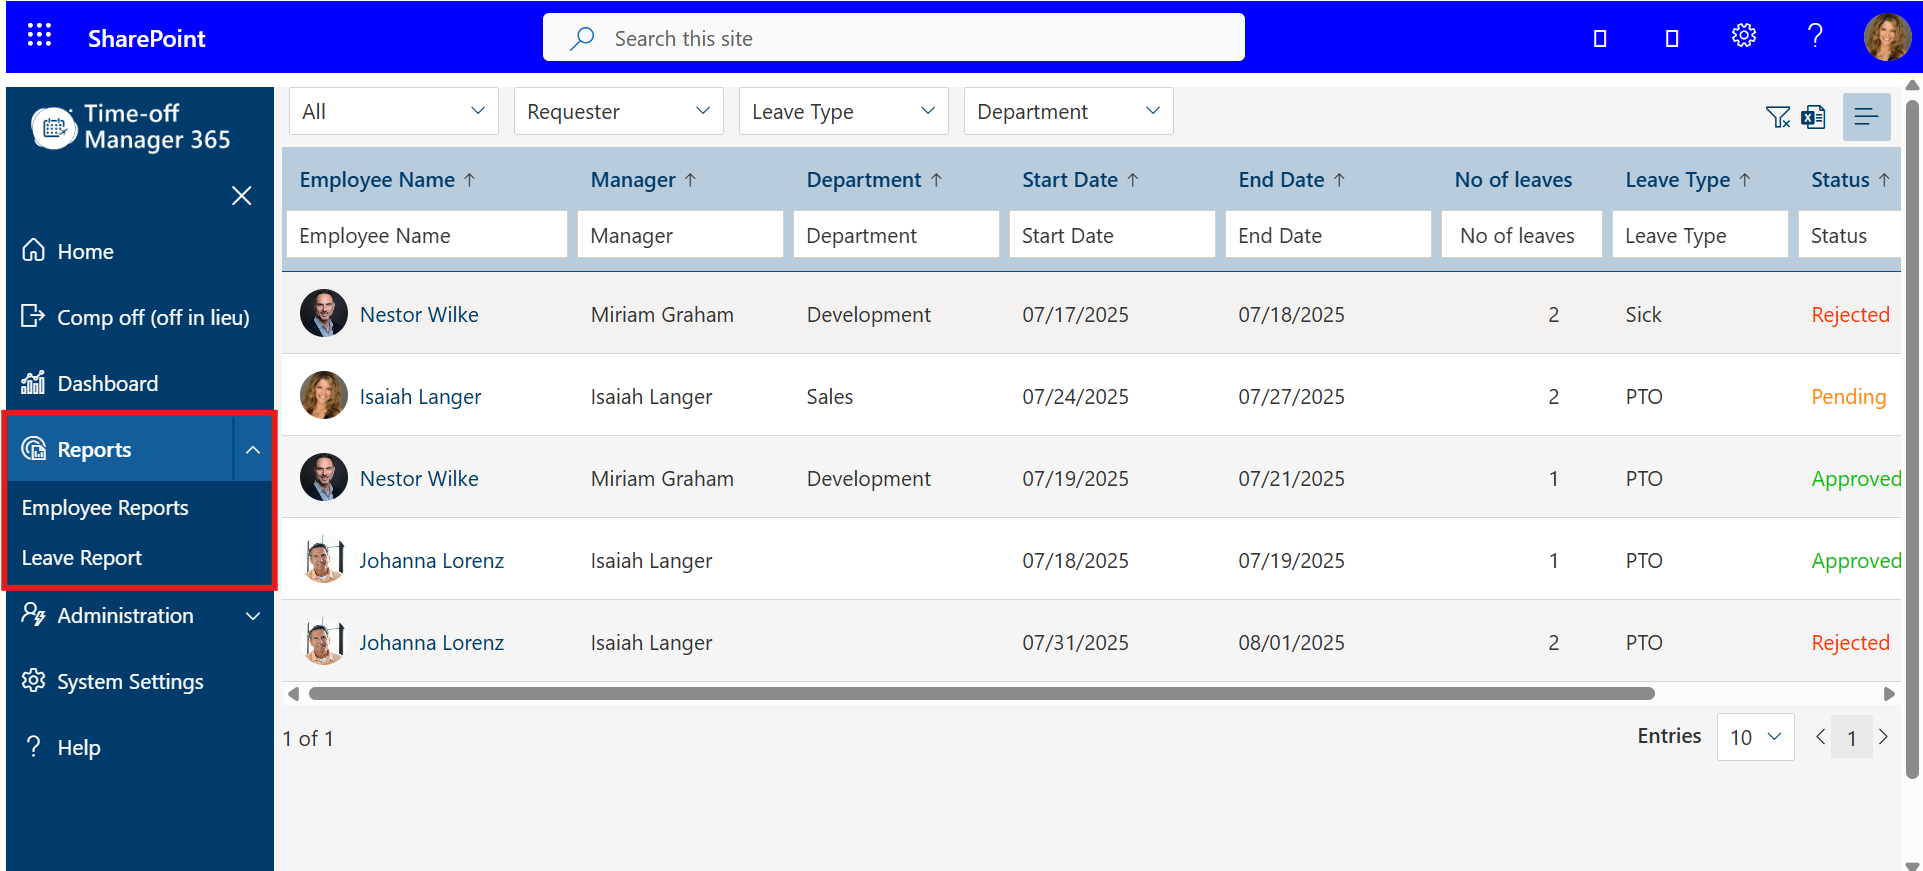 SharePoint
Search this site
Time-off
Manager 365
Home
Comp off (off in lieu)
Dashboard
Reports
Employee Reports
Leave Report
Administration
System Settings
Help
All Requester Leave Type Department
Employee Name ↑ Manager ↑ Department ↑ Start Date ↑ End Date ↑ No of leaves Leave Type ↑ Status ↑
Employee Name Manager Department Start Date End Date No of leaves Leave Type Status
Nestor Wilke Miriam Graham Development 07/17/2025 07/18/2025 2 Sick Rejected
Isaiah Langer Isaiah Langer Sales 07/24/2025 07/27/2025 2 PTO Pending
Nestor Wilke Miriam Graham Development 07/19/2025 07/21/2025 1 PTO Approved
Johanna Lorenz Isaiah Langer 07/18/2025 07/19/2025 1 PTO Approved
Johanna Lorenz Isaiah Langer 07/31/2025 08/01/2025 2 PTO Rejected
1 of 1
Entries 10 1